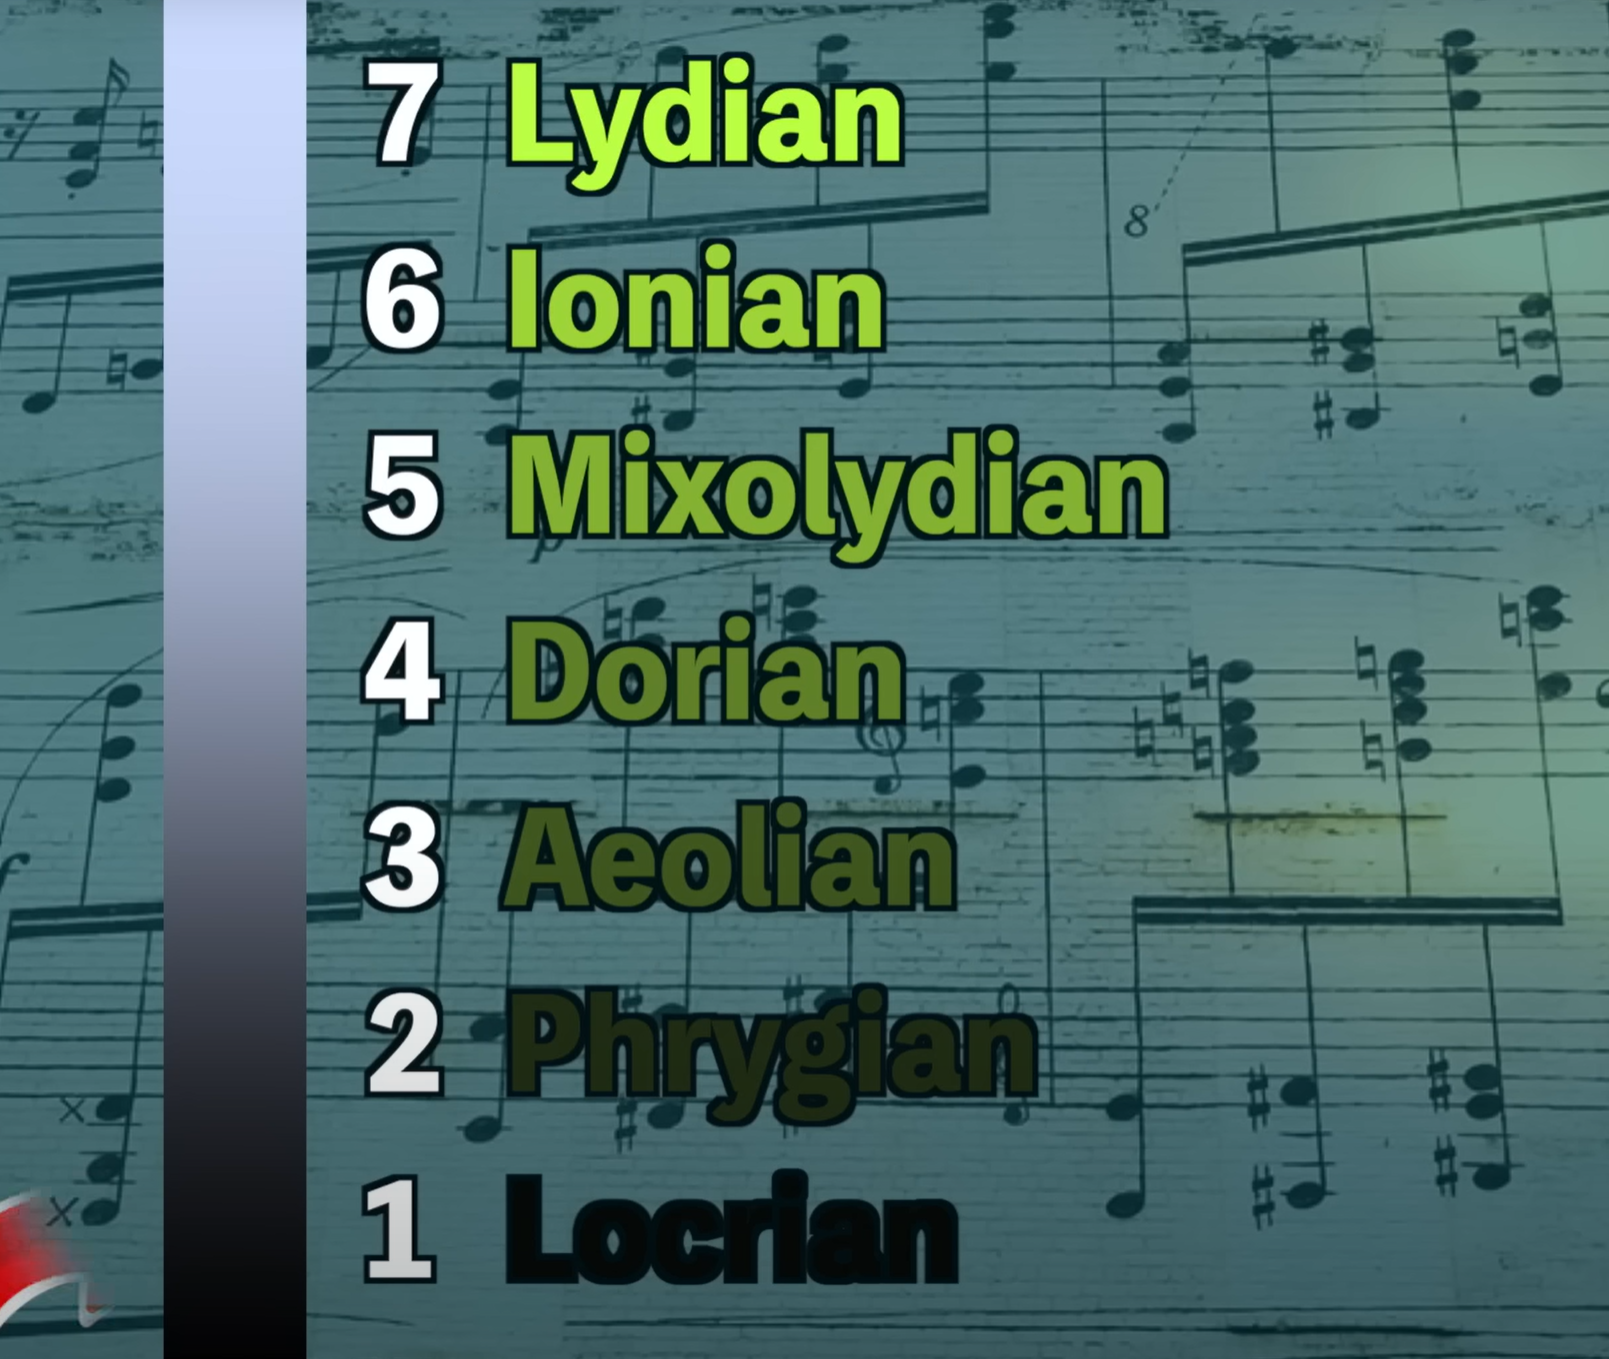 7 Lydian
6 Ionian
5 Mixolydian
4 Dorian
3 Aeolian
2 Phrygian
1 Locrian